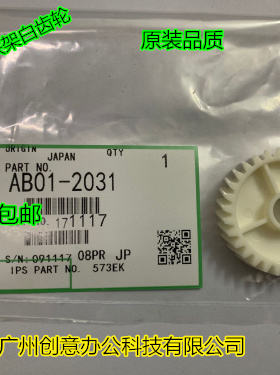 架白齿轮
原装品质
ORIGIN JAPAN QTY
PART NO. 1
AB01-2031
包邮
NO. 171117
S/N: 091117 08PR JP
IPS PART NO. 573EK
广州创意办公科技有限公司